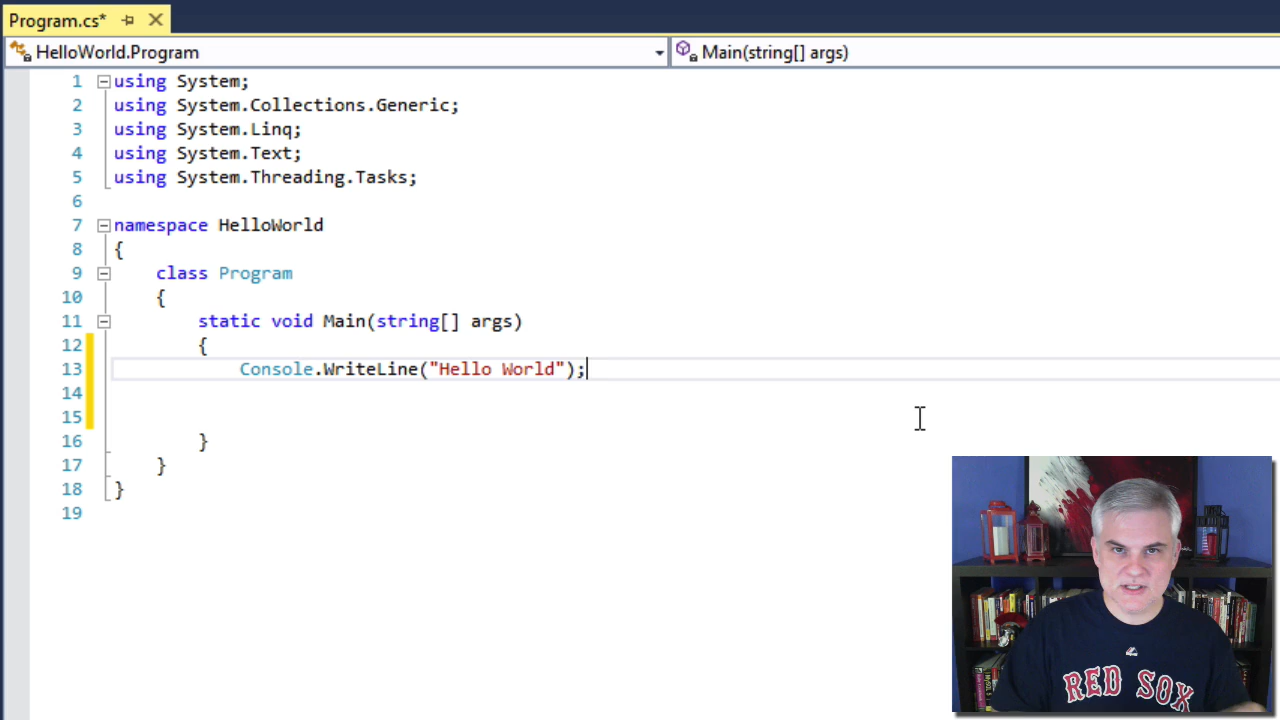 Program.cs*
HelloWorld.Program
Main(string[] args)
1 using System;
2 using System.Collections.Generic;
3 using System.Linq;
4 using System.Text;
5 using System.Threading.Tasks;
6
7 namespace HelloWorld
8 {
9 class Program
10 {
11 static void Main(string[] args)
12 {
13 Console.WriteLine("Hello World");
14
15
16 }
17 }
18 }
19
RED SOX